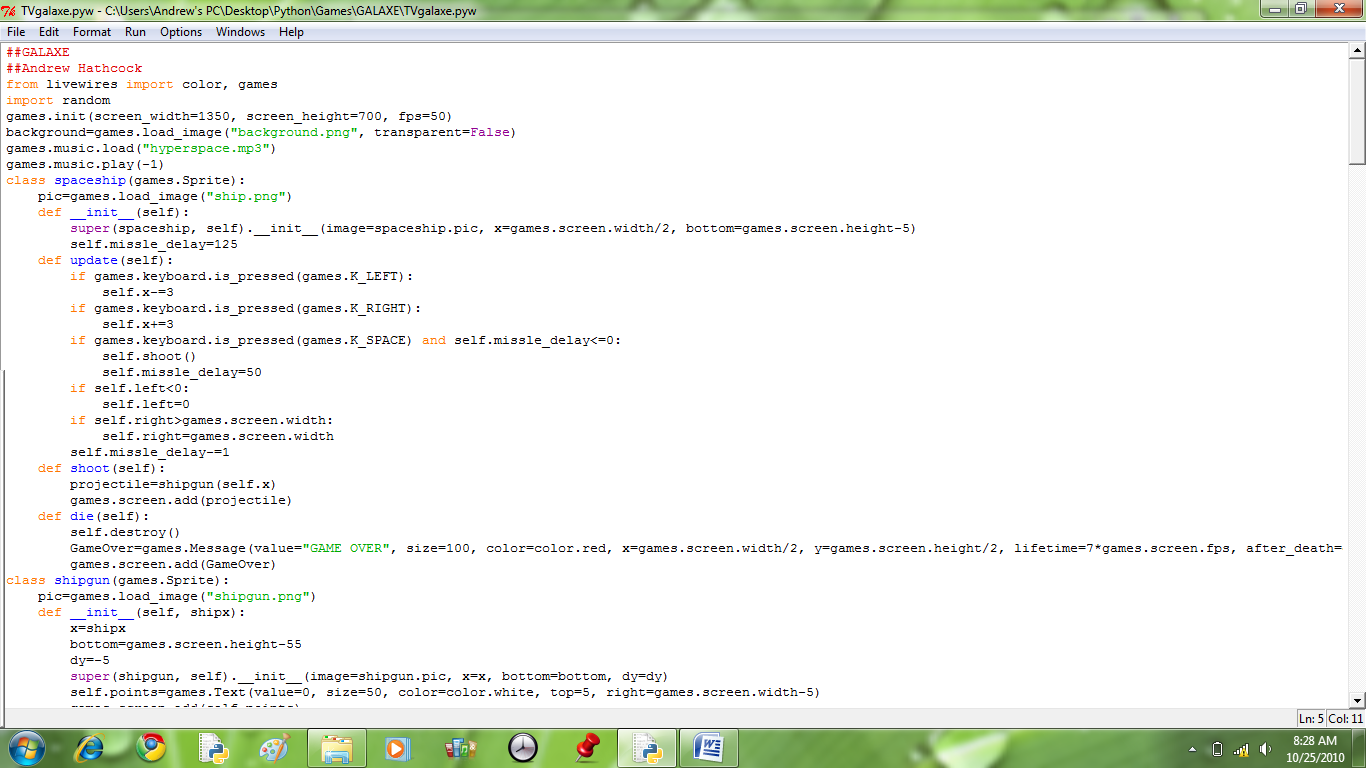 TVgalaxe.pyw - C:\Users\Andrew's PC\Desktop\Python\Games\GALAXE\TVgalaxe.pyw
File Edit Format Run Options Windows Help
##GALAXE
##Andrew Hathcock
from livewires import color, games
import random
games.init(screen_width=1350, screen_height=700, fps=50)
background=games.load_image("background.png", transparent=False)
games.music.load("hyperspace.mp3")
games.music.play(-1)
class spaceship(games.Sprite):
    pic=games.load_image("ship.png")
    def __init__(self):
        super(spaceship, self).__init__(image=spaceship.pic, x=games.screen.width/2, bottom=games.screen.height-5)
        self.missle_delay=125
    def update(self):
        if games.keyboard.is_pressed(games.K_LEFT):
            self.x-=3
        if games.keyboard.is_pressed(games.K_RIGHT):
            self.x+=3
        if games.keyboard.is_pressed(games.K_SPACE) and self.missle_delay<=0:
            self.shoot()
            self.missle_delay=50
        if self.left<0:
            self.left=0
        if self.right>games.screen.width:
            self.right=games.screen.width
        self.missle_delay-=1
    def shoot(self):
        projectile=shipgun(self.x)
        games.screen.add(projectile)
    def die(self):
        self.destroy()
        GameOver=games.Message(value="GAME OVER", size=100, color=color.red, x=games.screen.width/2, y=games.screen.height/2, lifetime=7*games.screen.fps, after_death=
        games.screen.add(GameOver)
class shipgun(games.Sprite):
    pic=games.load_image("shipgun.png")
    def __init__(self, shipx):
        x=shipx
        bottom=games.screen.height-55
        dy=-5
        super(shipgun, self).__init__(image=shipgun.pic, x=x, bottom=bottom, dy=dy)
        self.points=games.Text(value=0, size=50, color=color.white, top=5, right=games.screen.width-5)
        games.screen.add(self.points)
Ln: 5 Col: 11
8:28 AM
10/25/2010